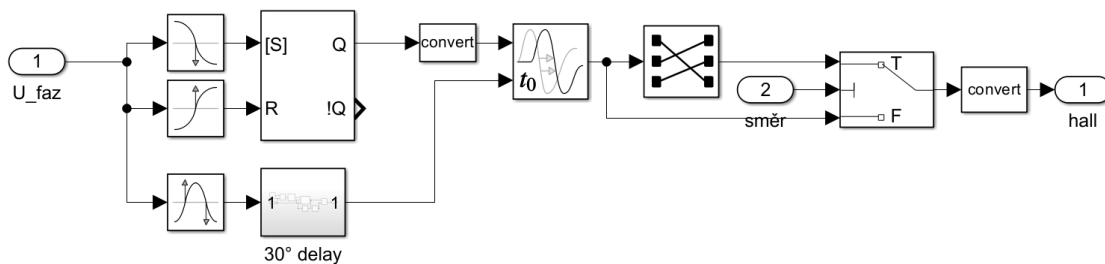 1
U_faz
[S]
Q
R
!Q
convert
t0
1
1
30° delay
2
směr
T
F
convert
1
hall